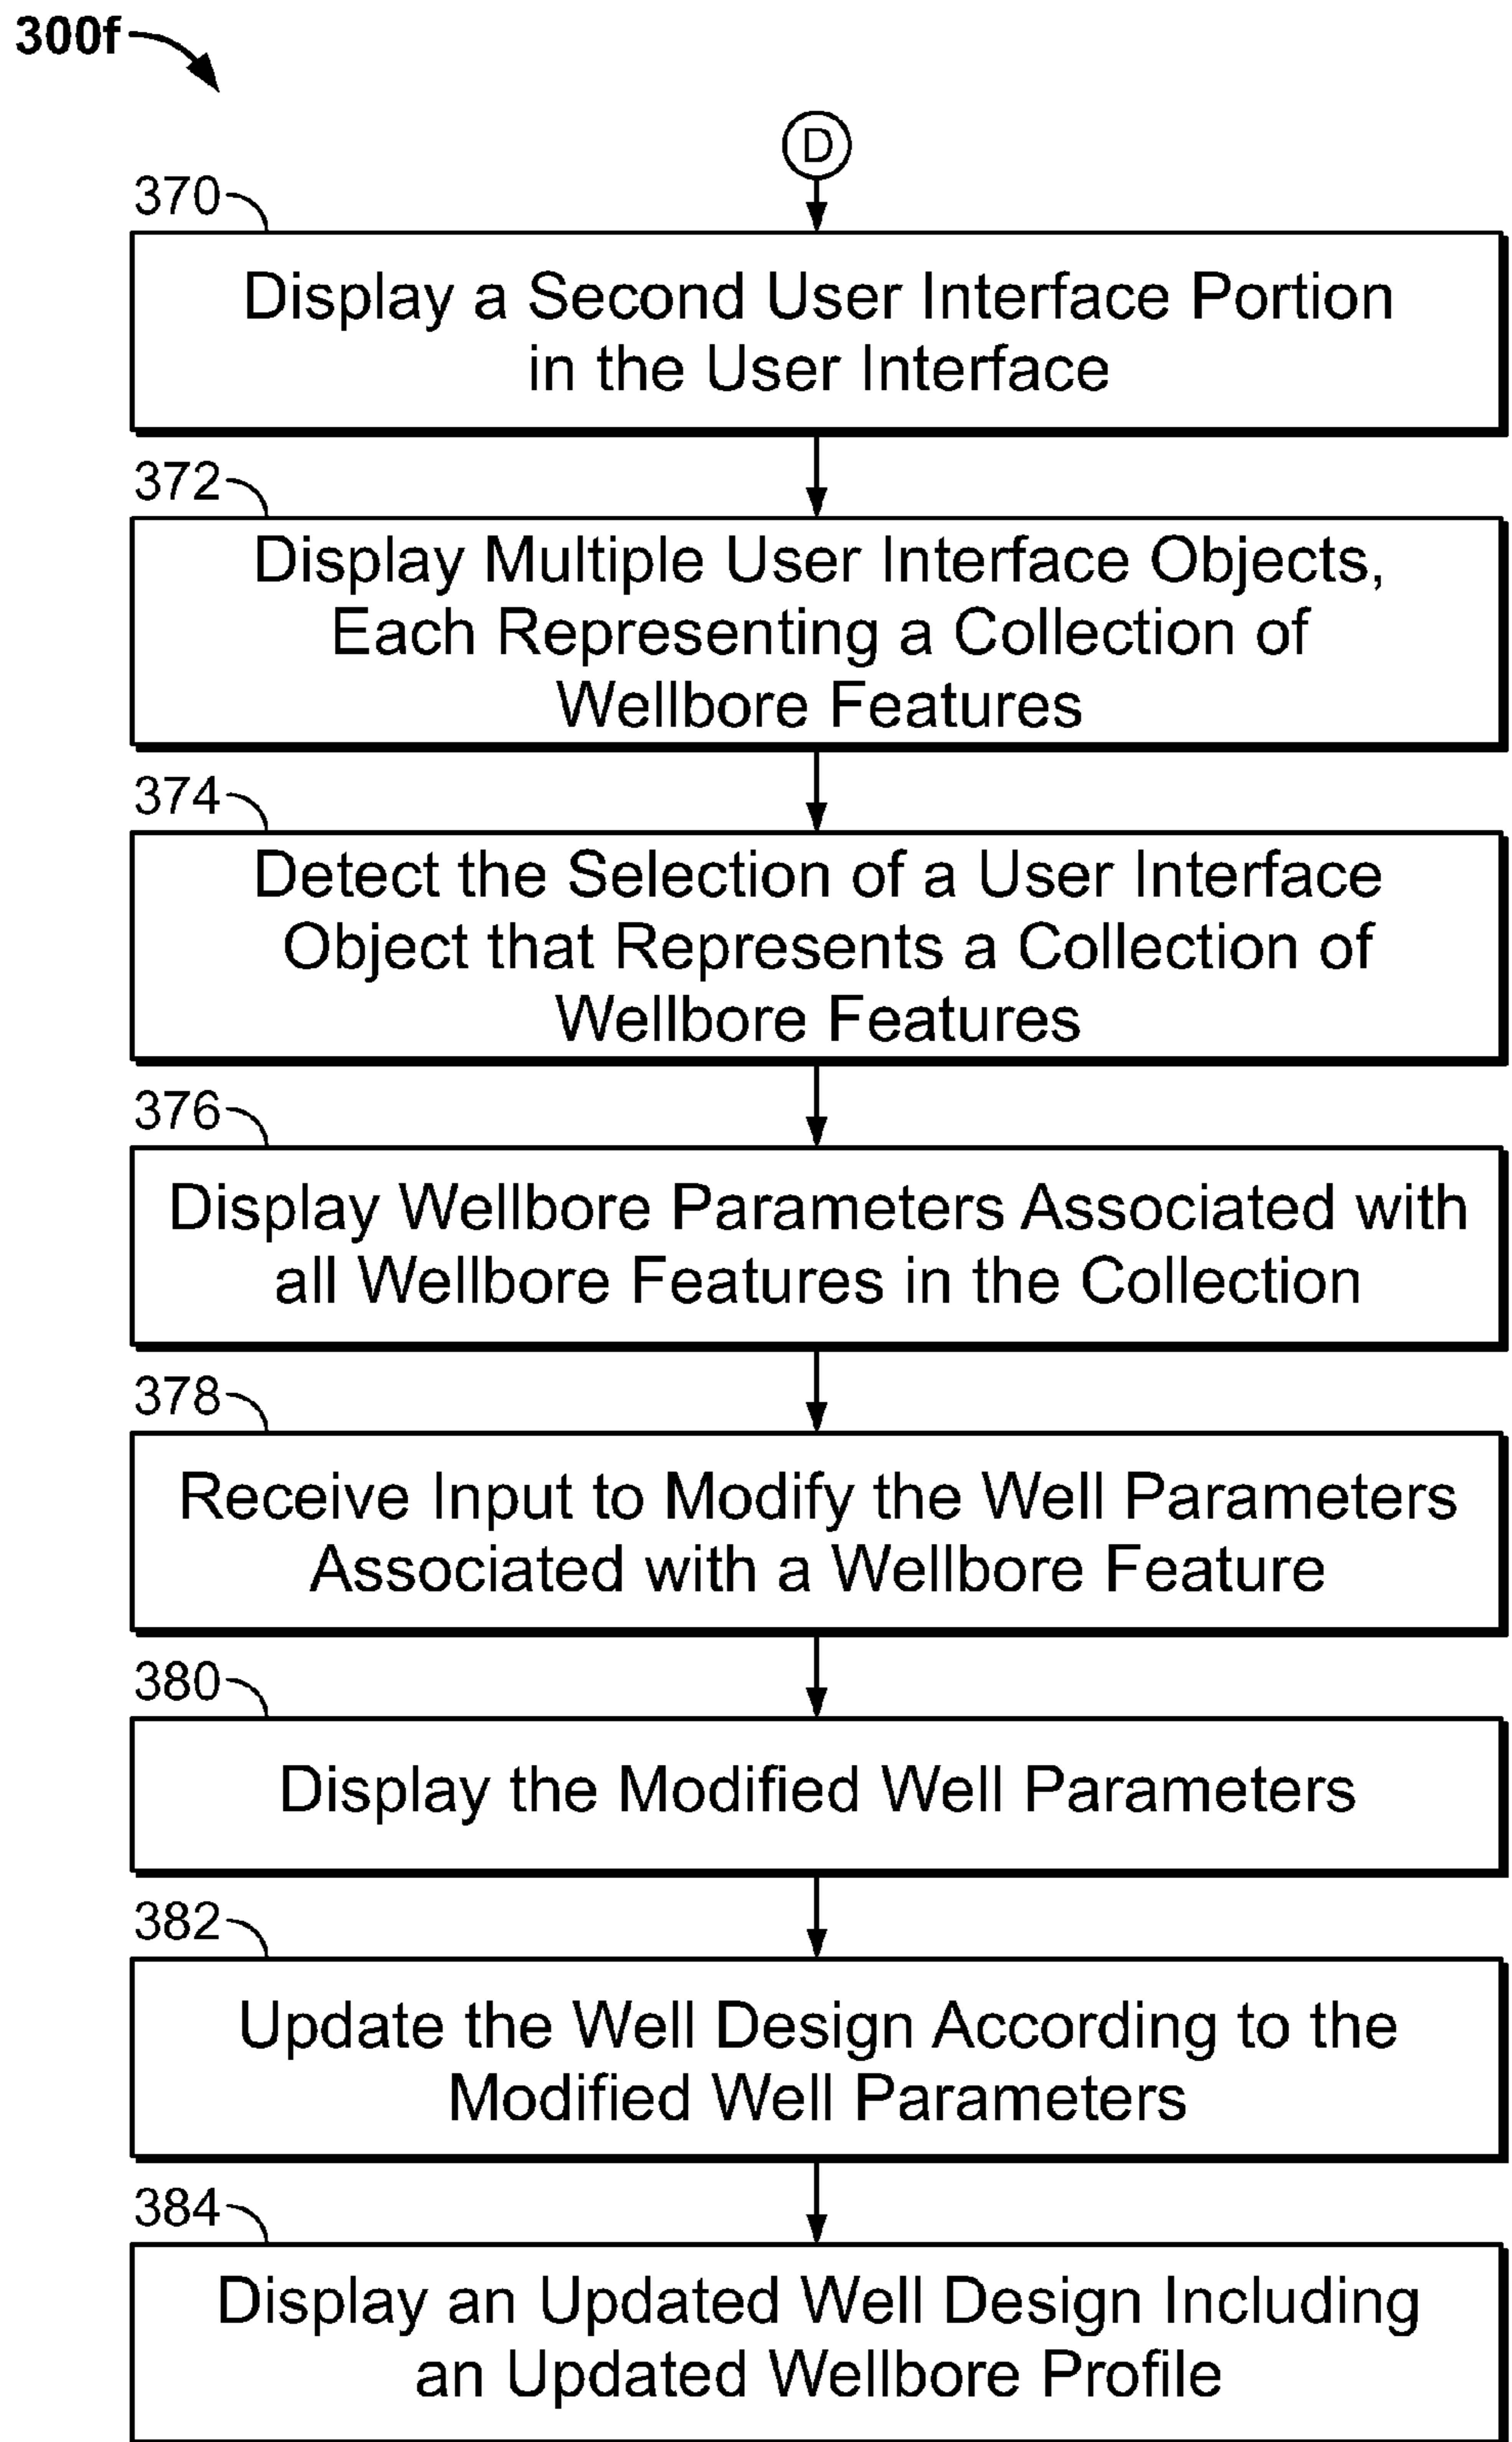 300f
D
370
Display a Second User Interface Portion
in the User Interface
372
Display Multiple User Interface Objects,
Each Representing a Collection of
Wellbore Features
374
Detect the Selection of a User Interface
Object that Represents a Collection of
Wellbore Features
376
Display Wellbore Parameters Associated with
all Wellbore Features in the Collection
378
Receive Input to Modify the Well Parameters
Associated with a Wellbore Feature
380
Display the Modified Well Parameters
382
Update the Well Design According to the
Modified Well Parameters
384
Display an Updated Well Design Including
an Updated Wellbore Profile